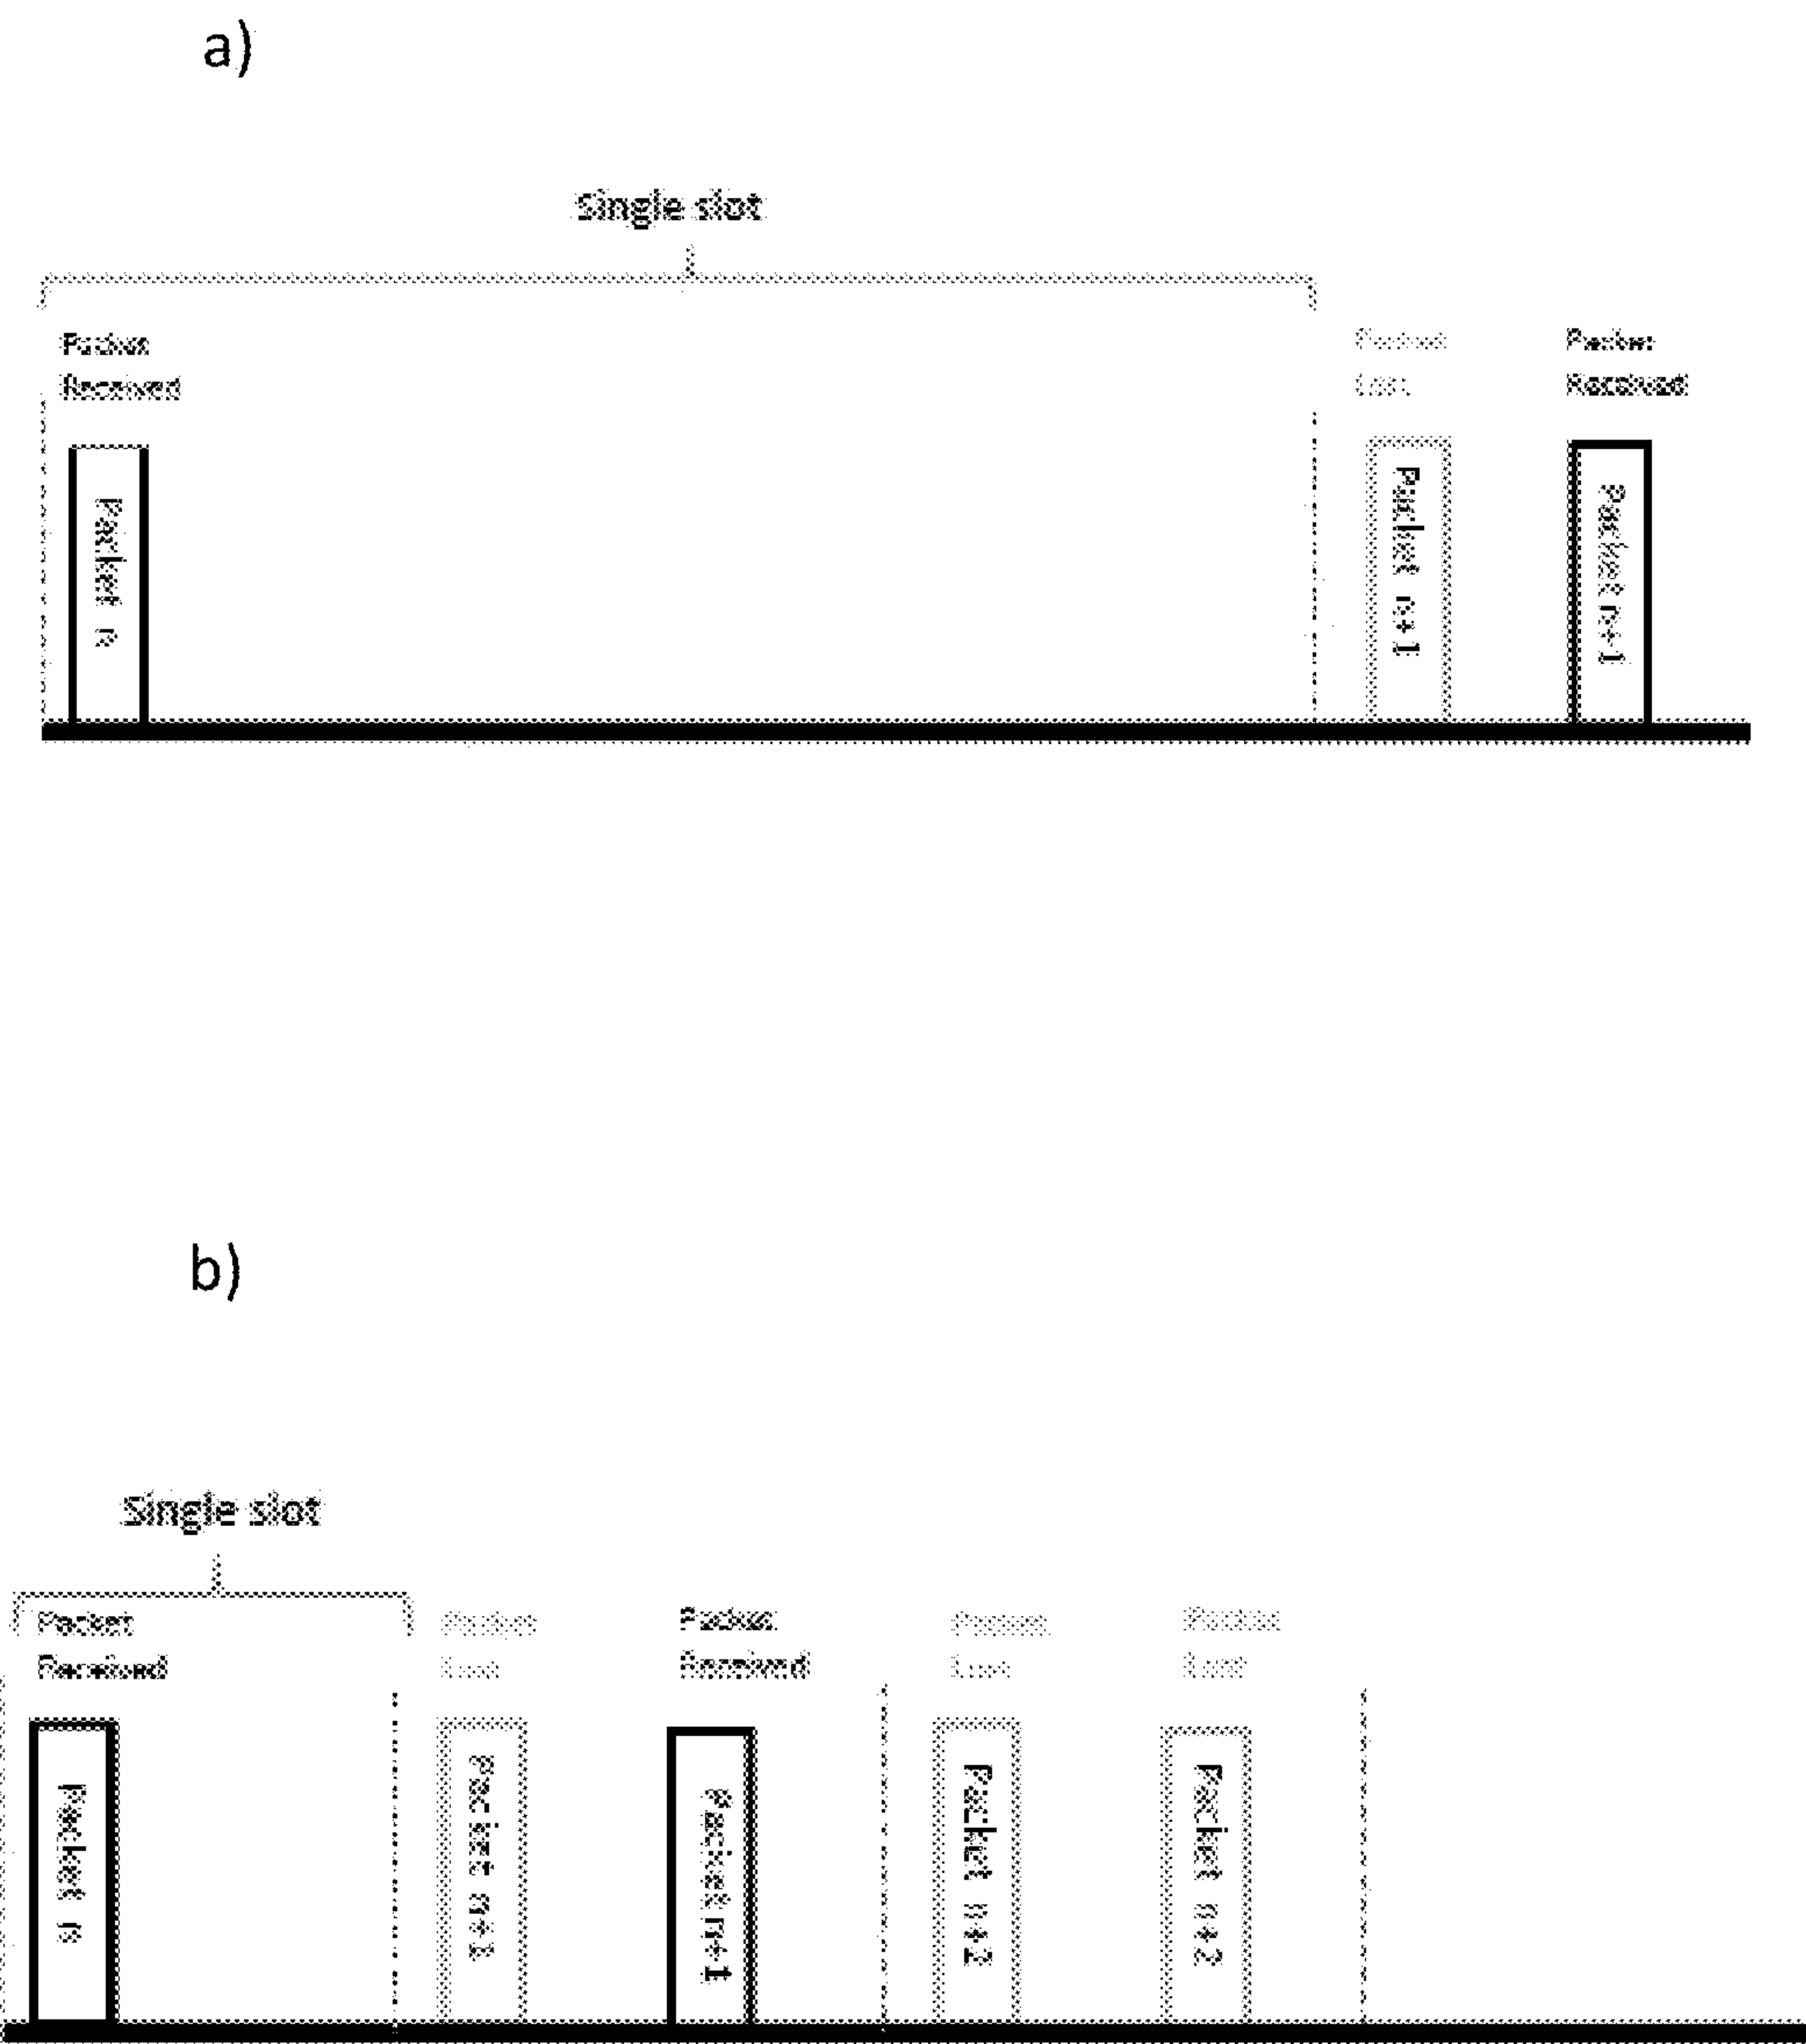 a)
Single slot
Packet
Received
Packet
Lost
Packet
Received
Packet n
Packet n+1
Packet n+1
b)
Single slot
Packet
Received
Packet
Lost
Packet
Received
Packet
Lost
Packet
Lost
Packet n
Packet n+1
Packet n+1
Packet n+2
Packet n+2